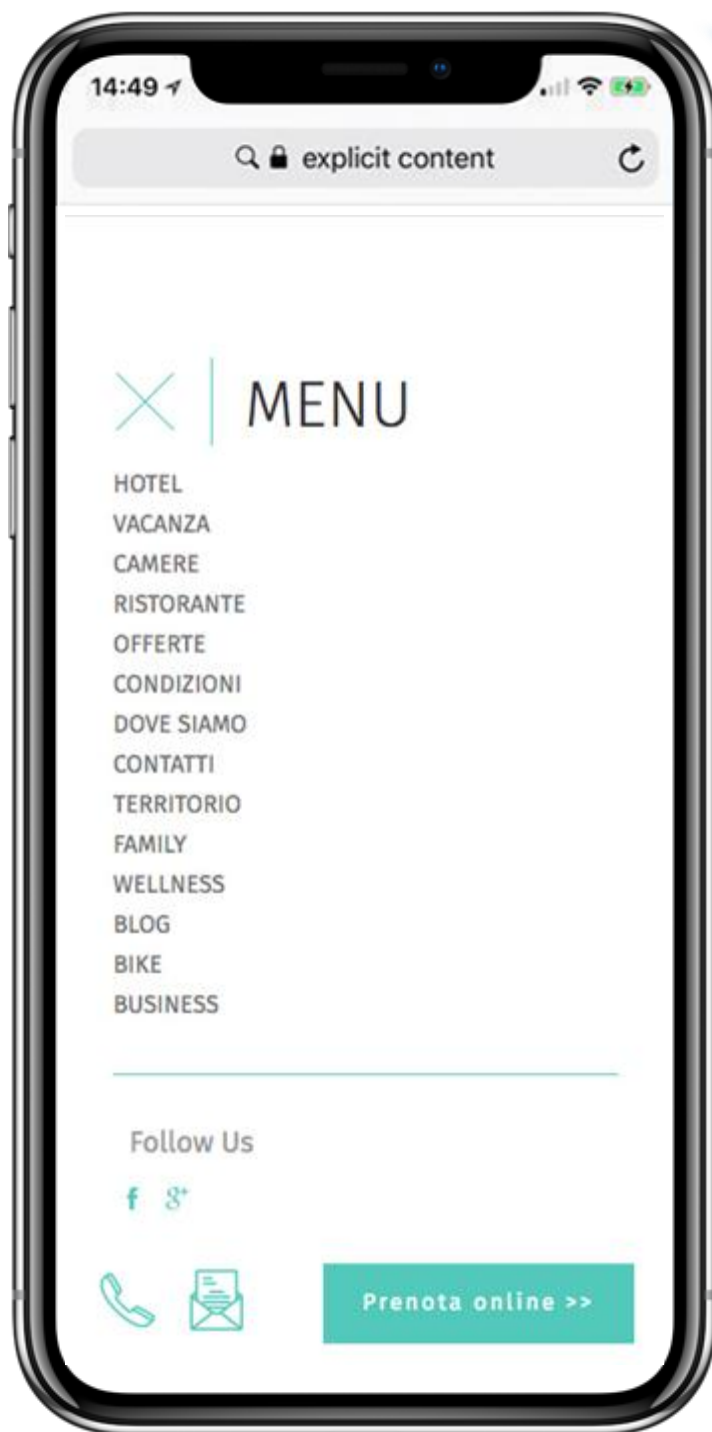 14:49
explicit content
MENU
HOTEL
VACANZA
CAMERE
RISTORANTE
OFFERTE
CONDIZIONI
DOVE SIAMO
CONTATTI
TERRITORIO
FAMILY
WELLNESS
BLOG
BIKE
BUSINESS
Follow Us
f g+
Prenota online >>